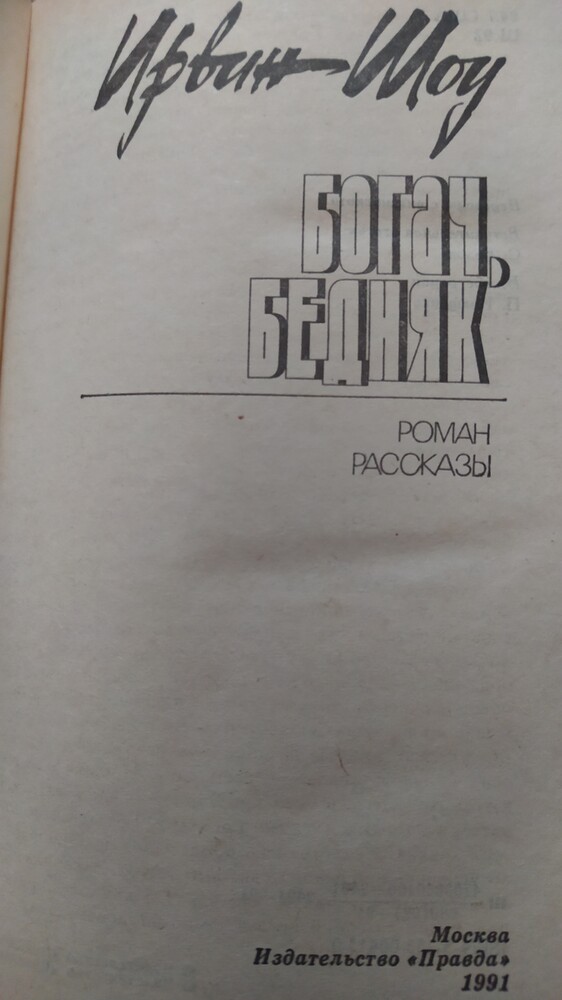 Ирвин Шоу
БОГАЧ,
БЕДНЯК
РОМАН
РАССКАЗЫ
Москва
Издательство «Правда»
1991